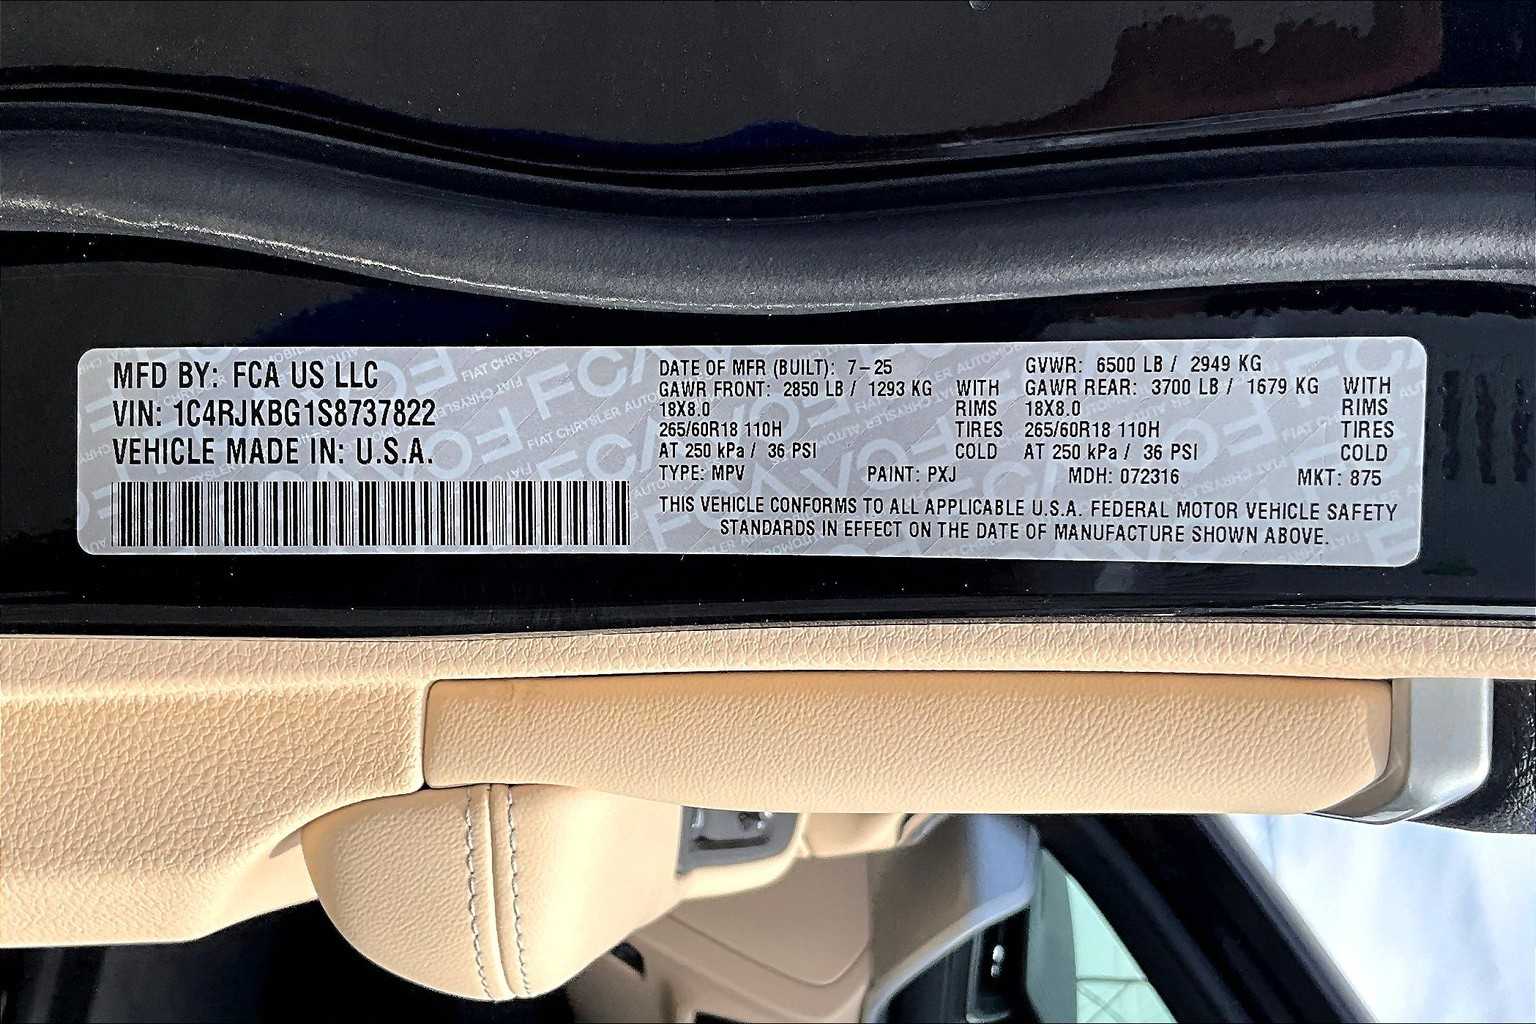 MFD BY: FCA US LLC
VIN: 1C4RJKBG1S8737822
VEHICLE MADE IN: U.S.A.
DATE OF MFR (BUILT): 7-25 GVWR: 6500 LB / 2949 KG
GAWR FRONT: 2850 LB / 1293 KG WITH GAWR REAR: 3700 LB / 1679 KG WITH
18X8.0 RIMS 18X8.0 RIMS
265/60R18 110H TIRES 265/60R18 110H TIRES
AT 250 kPa / 36 PSI COLD AT 250 kPa / 36 PSI COLD
TYPE: MPV PAINT: PXJ MDH: 072316 MKT: 875
THIS VEHICLE CONFORMS TO ALL APPLICABLE U.S.A. FEDERAL MOTOR VEHICLE SAFETY
STANDARDS IN EFFECT ON THE DATE OF MANUFACTURE SHOWN ABOVE.